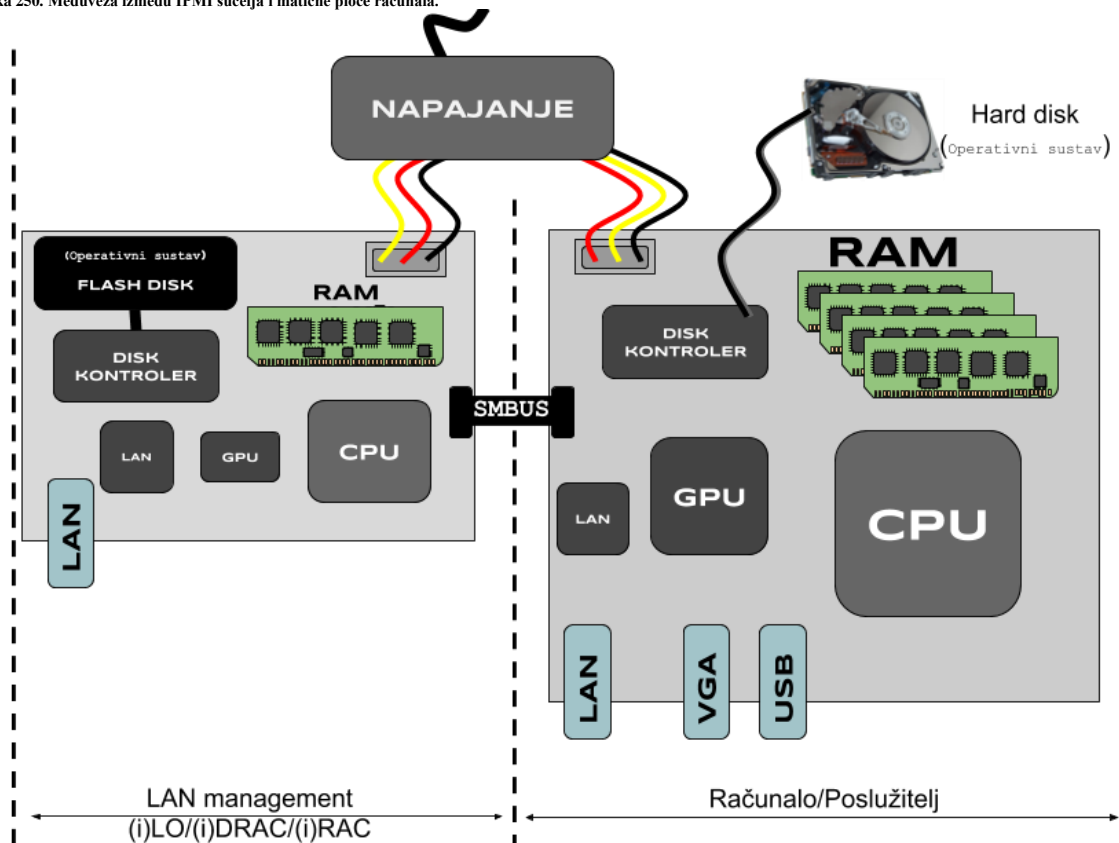 250. Međuveza između IPMI sučelja i matične ploče računala.
NAPAJANJE
Hard disk
(Operativni sustav)
(Operativni sustav)
FLASH DISK
RAM
DISK
KONTROLER
LAN
GPU
CPU
LAN
SMBUS
RAM
DISK
KONTROLER
LAN
GPU
CPU
LAN
VGA
USB
LAN management
(i)LO/(i)DRAC/(i)RAC
Računalo/Poslužitelj